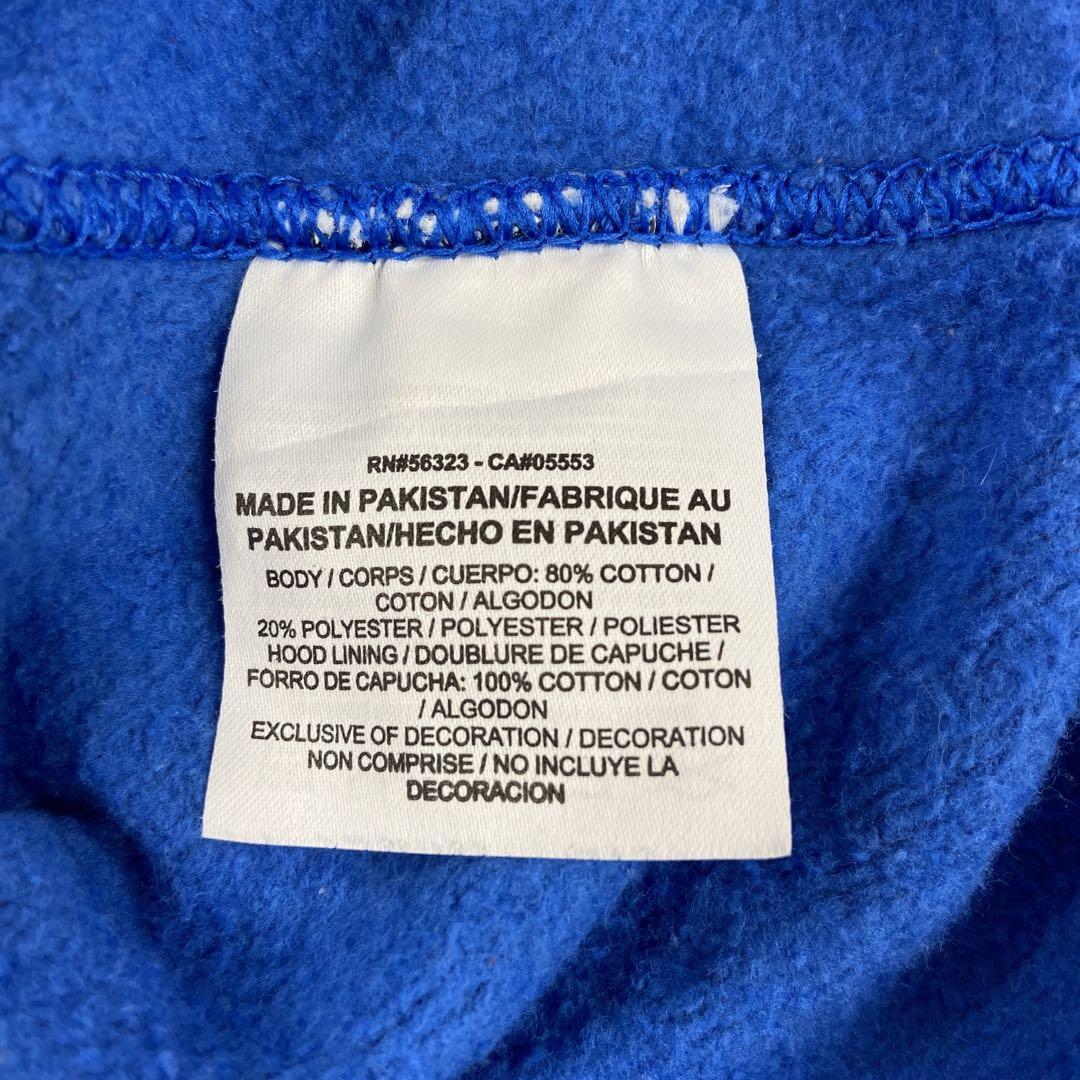 RN#56323 - CA#05553
MADE IN PAKISTAN/FABRIQUE AU
PAKISTAN/HECHO EN PAKISTAN
BODY / CORPS / CUERPO: 80% COTTON /
COTON / ALGODON
20% POLYESTER / POLYESTER / POLIESTER
HOOD LINING / DOUBLURE DE CAPUCHE /
FORRO DE CAPUCHA: 100% COTTON / COTON
/ ALGODON
EXCLUSIVE OF DECORATION / DECORATION
NON COMPRISE / NO INCLUYE LA
DECORACION